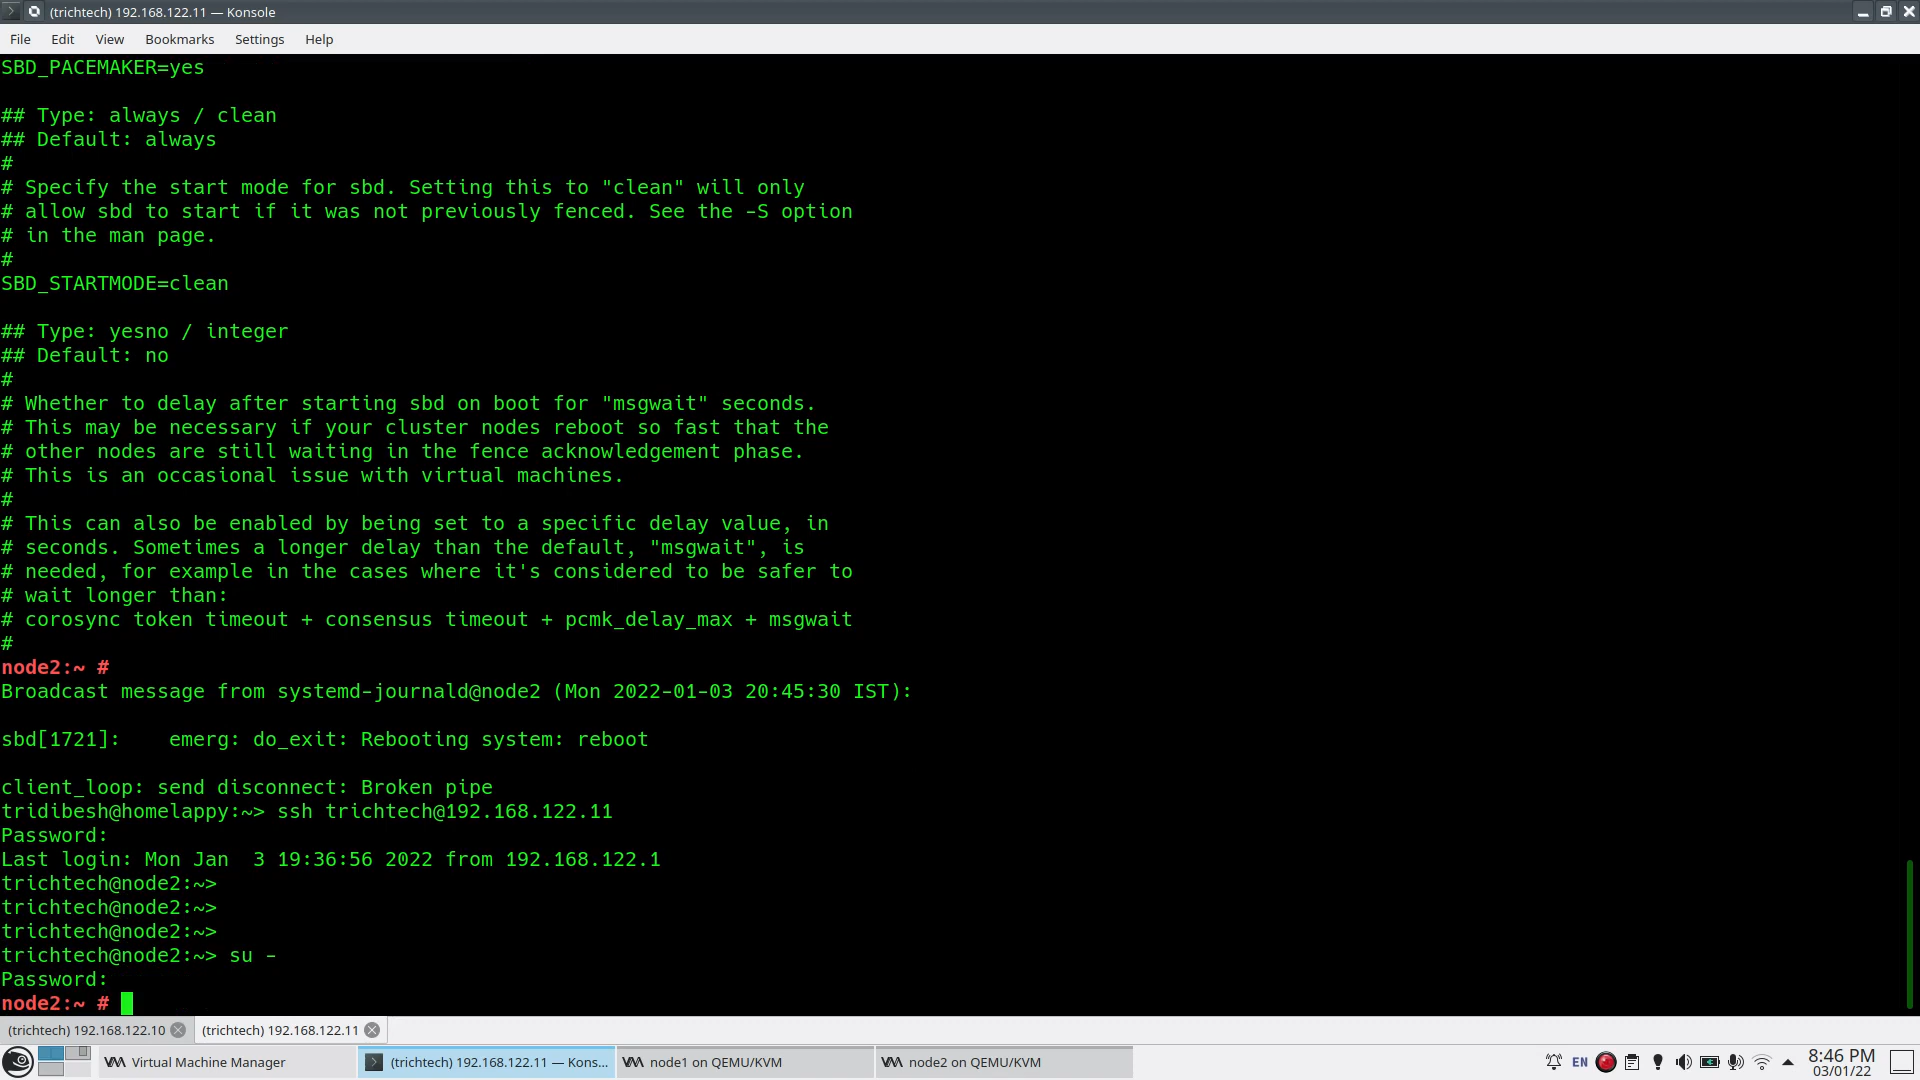 (trichtech) 192.168.122.11 — Konsole
File Edit View Bookmarks Settings Help
SBD_PACEMAKER=yes
## Type: always / clean
## Default: always
#
# Specify the start mode for sbd. Setting this to "clean" will only
# allow sbd to start if it was not previously fenced. See the -S option
# in the man page.
#
SBD_STARTMODE=clean
## Type: yesno / integer
## Default: no
#
# Whether to delay after starting sbd on boot for "msgwait" seconds.
# This may be necessary if your cluster nodes reboot so fast that the
# other nodes are still waiting in the fence acknowledgement phase.
# This is an occasional issue with virtual machines.
#
# This can also be enabled by being set to a specific delay value, in
# seconds. Sometimes a longer delay than the default, "msgwait", is
# needed, for example in the cases where it's considered to be safer to
# wait longer than:
# corosync token timeout + consensus timeout + pcmk_delay_max + msgwait
#
node2:~ #
Broadcast message from systemd-journald@node2 (Mon 2022-01-03 20:45:30 IST):
sbd[1721]:    emerg: do_exit: Rebooting system: reboot
client_loop: send disconnect: Broken pipe
tridibesh@homelappy:~> ssh trichtech@192.168.122.11
Password:
Last login: Mon Jan  3 19:36:56 2022 from 192.168.122.1
trichtech@node2:~>
trichtech@node2:~>
trichtech@node2:~>
trichtech@node2:~> su -
Password:
node2:~ #
(trichtech) 192.168.122.10 (trichtech) 192.168.122.11
Virtual Machine Manager (trichtech) 192.168.122.11 — Kons... node1 on QEMU/KVM node2 on QEMU/KVM EN 8:46 PM
03/01/22